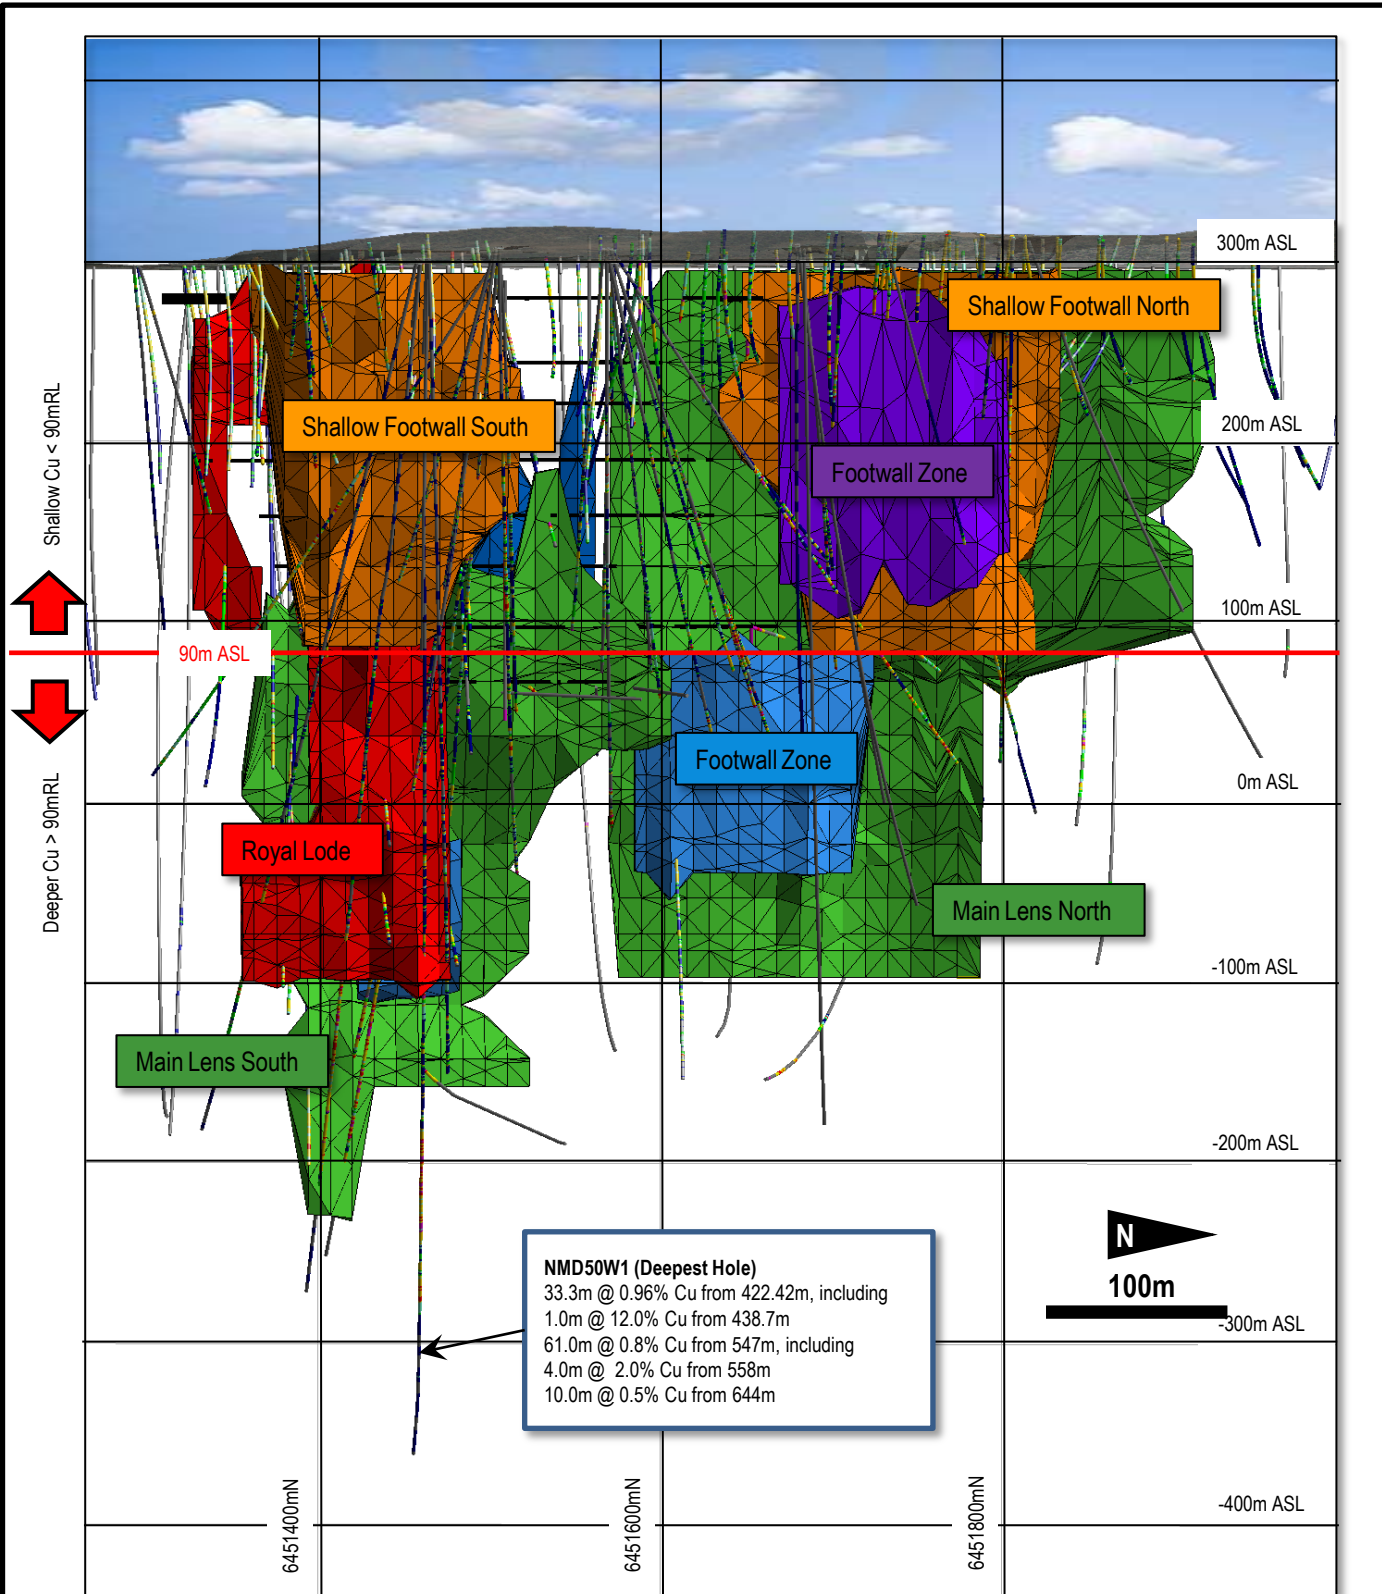 300m ASL
Shallow Footwall North
Shallow Footwall South
200m ASL
Footwall Zone
Shallow Cu < 90mRL
100m ASL
90m ASL
Footwall Zone
0m ASL
Deeper Cu > 90mRL
Royal Lode
Main Lens North
-100m ASL
Main Lens South
-200m ASL
N
100m
NMD50W1 (Deepest Hole)
33.3m @ 0.96% Cu from 422.42m, including
1.0m @ 12.0% Cu from 438.7m
61.0m @ 0.8% Cu from 547m, including
4.0m @  2.0% Cu from 558m
10.0m @ 0.5% Cu from 644m
-300m ASL
6451400mN
6451600mN
6451800mN
-400m ASL